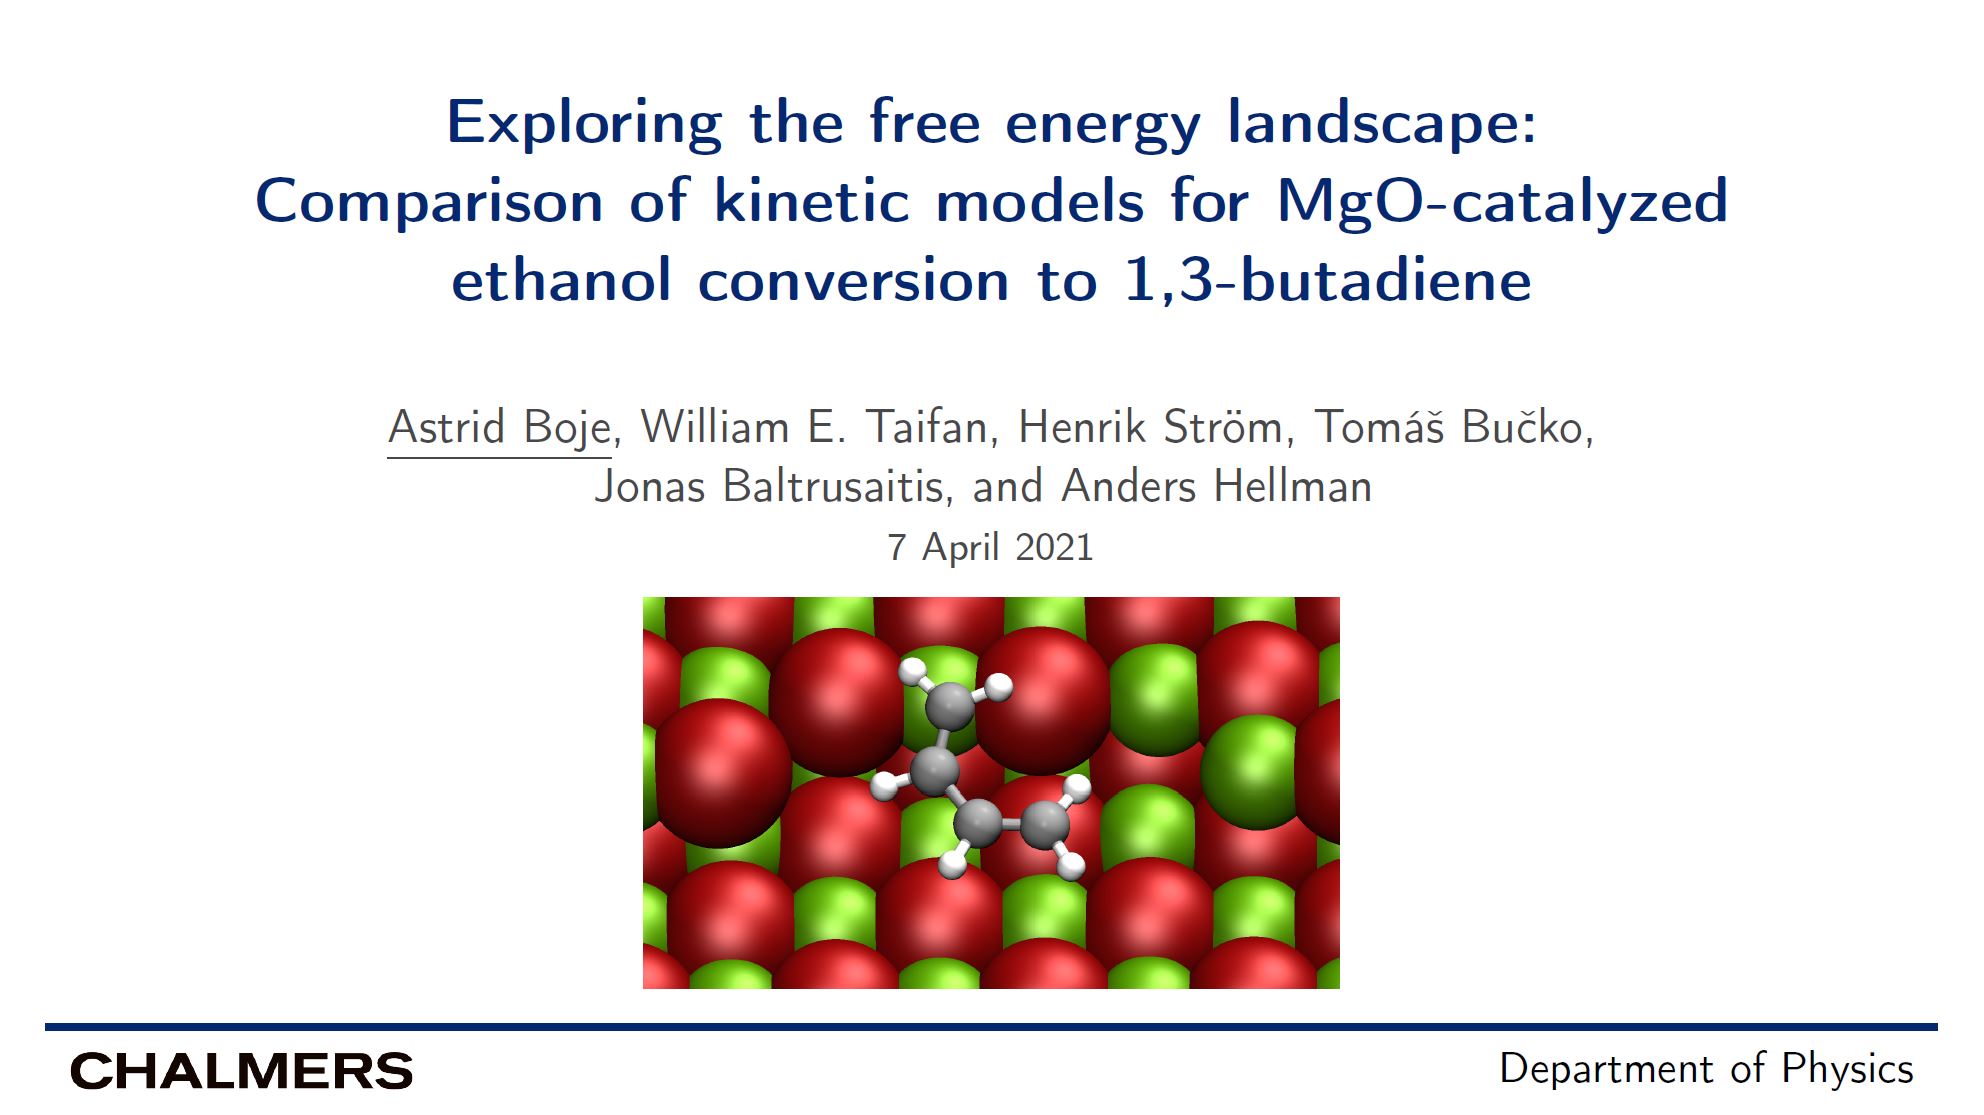 Exploring the free energy landscape:
Comparison of kinetic models for MgO-catalyzed
ethanol conversion to 1,3-butadiene
Astrid Boje, William E. Taifan, Henrik Ström, Tomáš Bučko,
Jonas Baltrusaitis, and Anders Hellman
7 April 2021
CHALMERS
Department of Physics